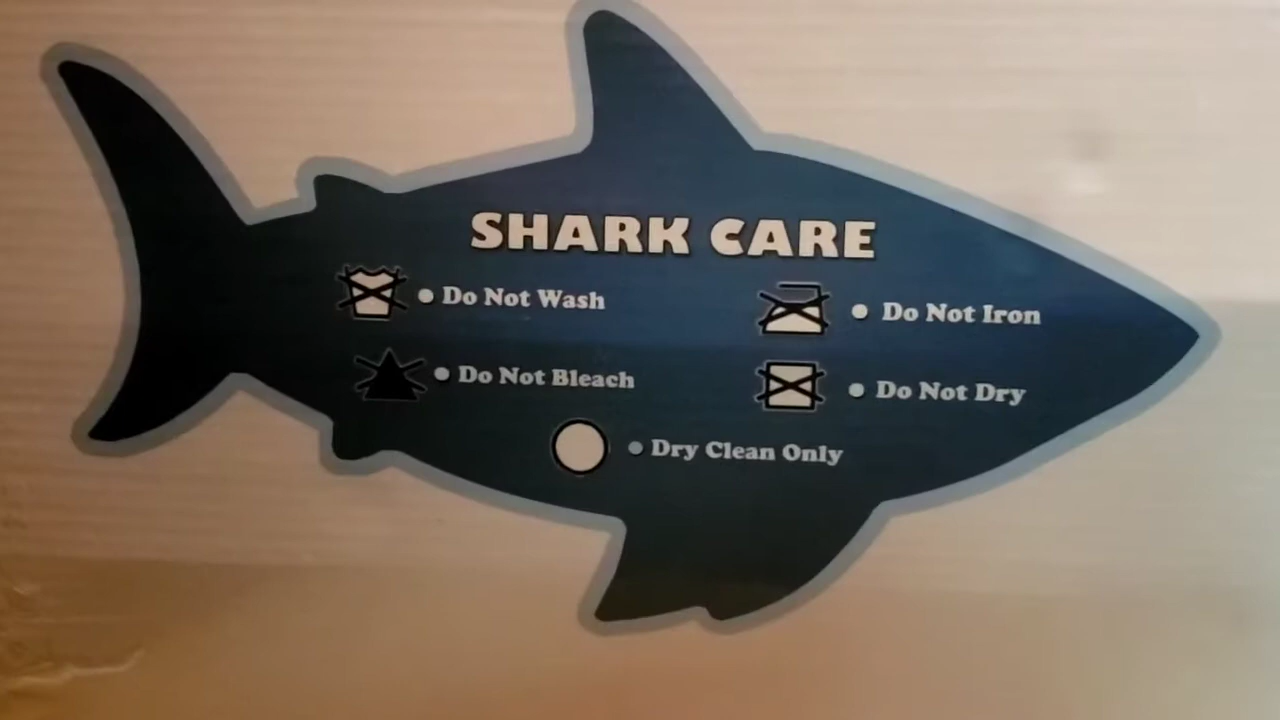 SHARK CARE
• Do Not Wash
• Do Not Iron
• Do Not Bleach
• Do Not Dry
• Dry Clean Only